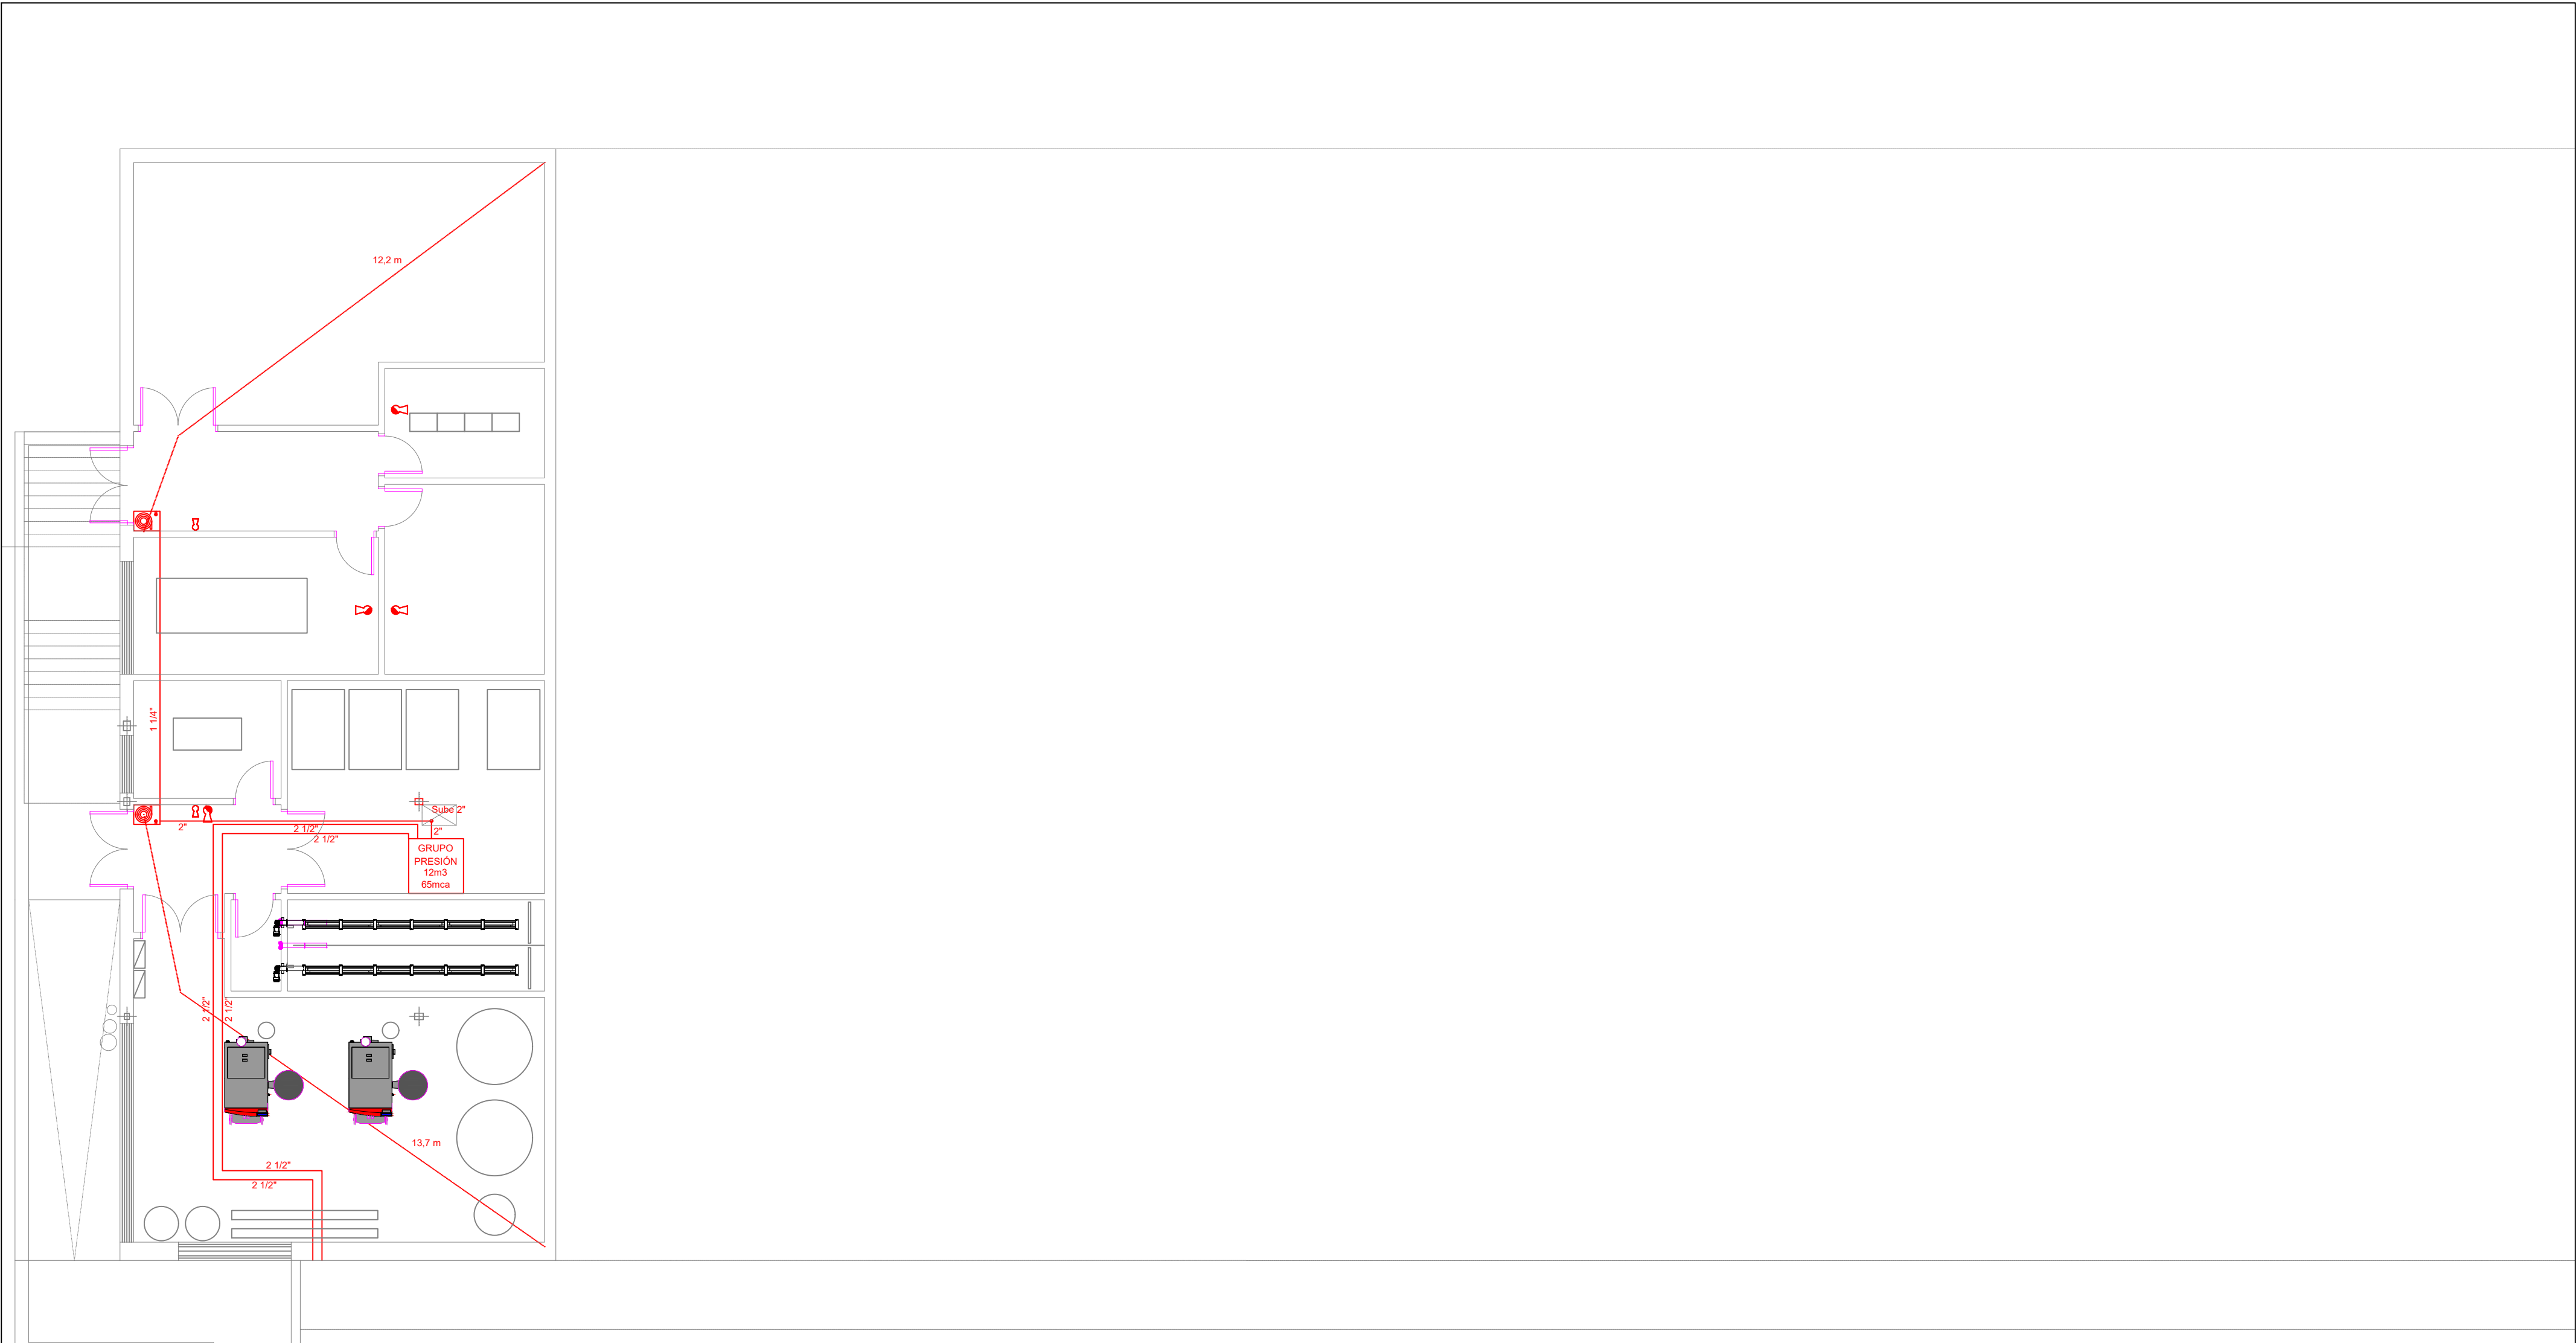 12,2 m
1 1/4"
Sube 2"
2"
2 1/2"
2"
2 1/2"
GRUPO
PRESIÓN
12m3
65mca
2 1/2"
2 1/2"
13,7 m
2 1/2"
2 1/2"